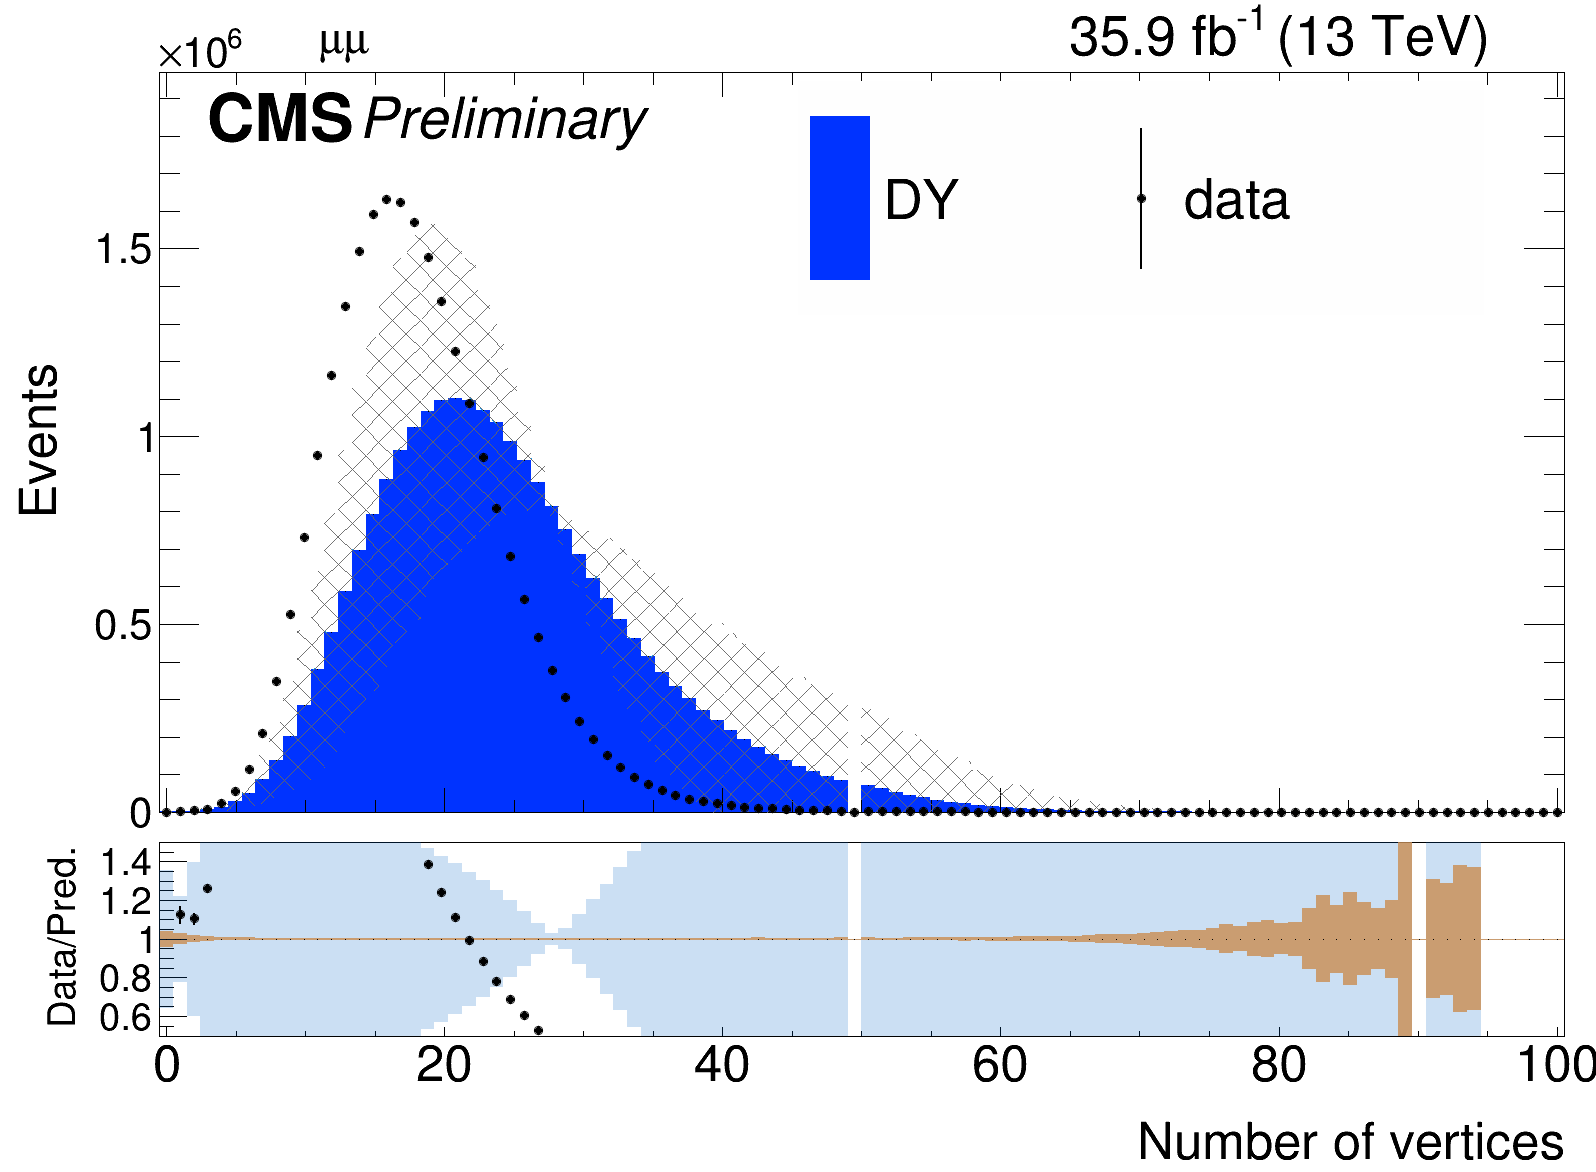 ×10⁶ μμ 35.9 fb⁻¹ (13 TeV)
CMS Preliminary
DY data
Events
1.5
1
0.5
0
Data/Pred.
1.4
1.2
1
0.8
0.6
0 20 40 60 80 100
Number of vertices